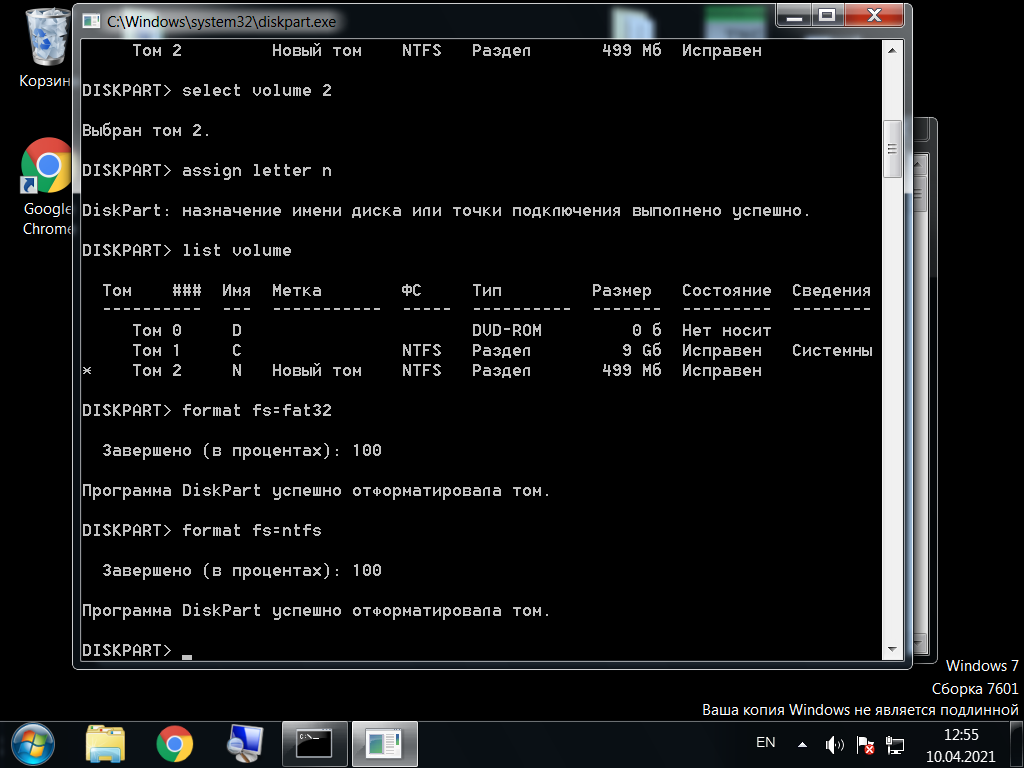 C:\Windows\system32\diskpart.exe
Корзин
Google
Chrome
Том 2 Новый том NTFS Раздел 499 Мб Исправен
DISKPART> select volume 2
Выбран том 2.
DISKPART> assign letter n
DiskPart: назначение имени диска или точки подключения выполнено успешно.
DISKPART> list volume
Том ### Имя Метка ФС Тип Размер Состояние Сведения
---------- --- ----------- ----- ---------- ------- --------- --------
Том 0 D DVD-ROM 0 б Нет носит
Том 1 C NTFS Раздел 9 Gб Исправен Системны
* Том 2 N Новый том NTFS Раздел 499 Мб Исправен
DISKPART> format fs=fat32
Завершено (в процентах): 100
Программа DiskPart успешно отформатировала том.
DISKPART> format fs=ntfs
Завершено (в процентах): 100
Программа DiskPart успешно отформатировала том.
DISKPART> _
Windows 7
Сборка 7601
Ваша копия Windows не является подлинной
C:\_
EN
12:55
10.04.2021